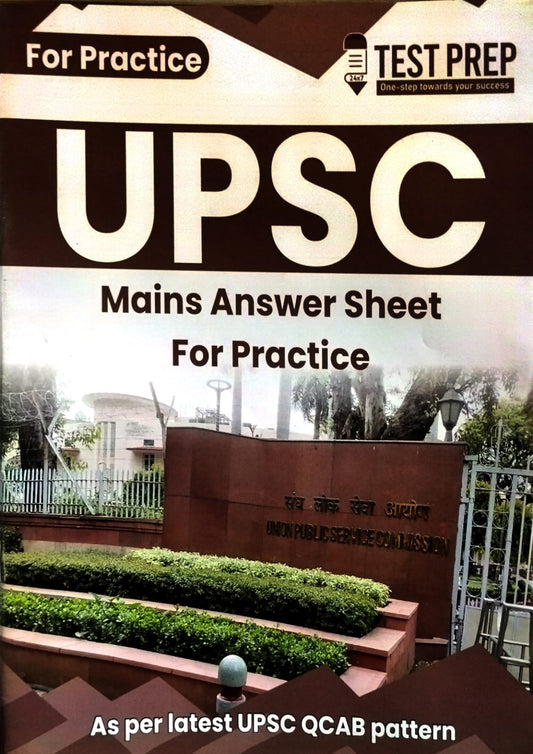 For Practice
24x7
TEST PREP
One-step towards your success
UPSC
Mains Answer Sheet
For Practice
संघ लोक सेवा आयोग
UNION PUBLIC SERVICE COMMISSION
As per latest UPSC QCAB pattern